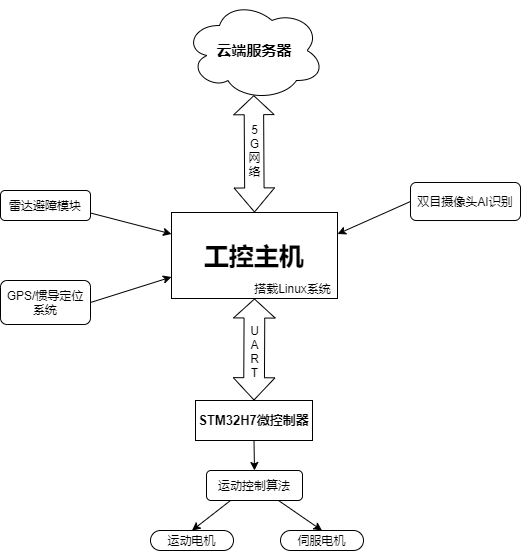 云端服务器
5
G
网
络
雷达避障模块
双目摄像头AI识别
工控主机
搭载Linux系统
GPS/惯导定位
系统
U
A
R
T
STM32H7微控制器
运动控制算法
运动电机
伺服电机